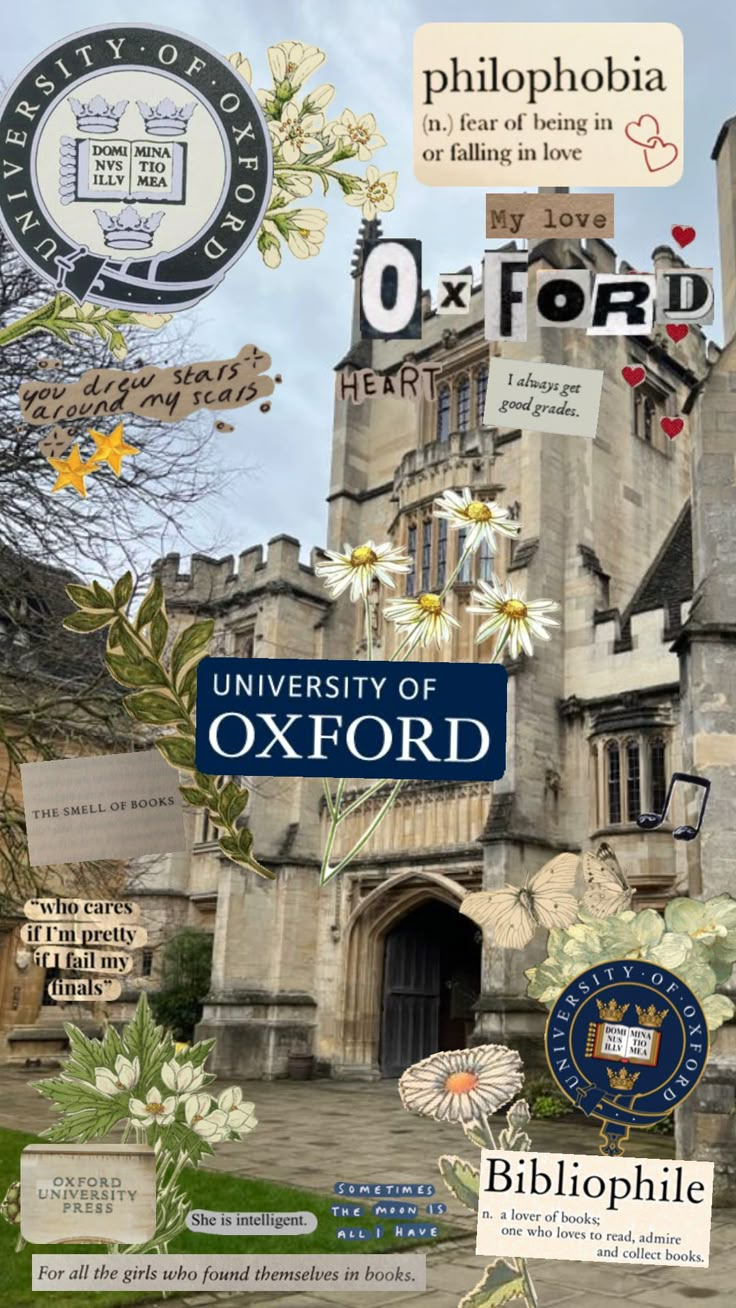 UNIVERSITY·OF·OXFORD
DOMI MINA
NVS TIO
ILLV MEA
philophobia
(n.) fear of being in
or falling in love
My love
OxFORD
you drew stars
around my scars
HEART
I always get
good grades.
UNIVERSITY OF
OXFORD
THE SMELL OF BOOKS
“who cares
if I'm pretty
if I fail my
finals”
UNIVERSITY·OF·OXFORD
DOMI MINA
NUS TIO
ILLV MEA
OXFORD
UNIVERSITY
PRESS
She is intelligent.
SOMETIMES
THE MOON IS
ALL I HAVE
Bibliophile
n. a lover of books;
one who loves to read, admire
and collect books.
For all the girls who found themselves in books.